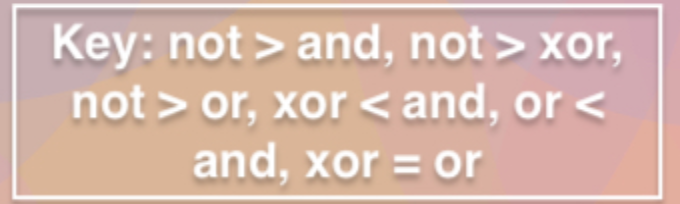 Key: not > and, not > xor,
not > or, xor < and, or <
and, xor = or